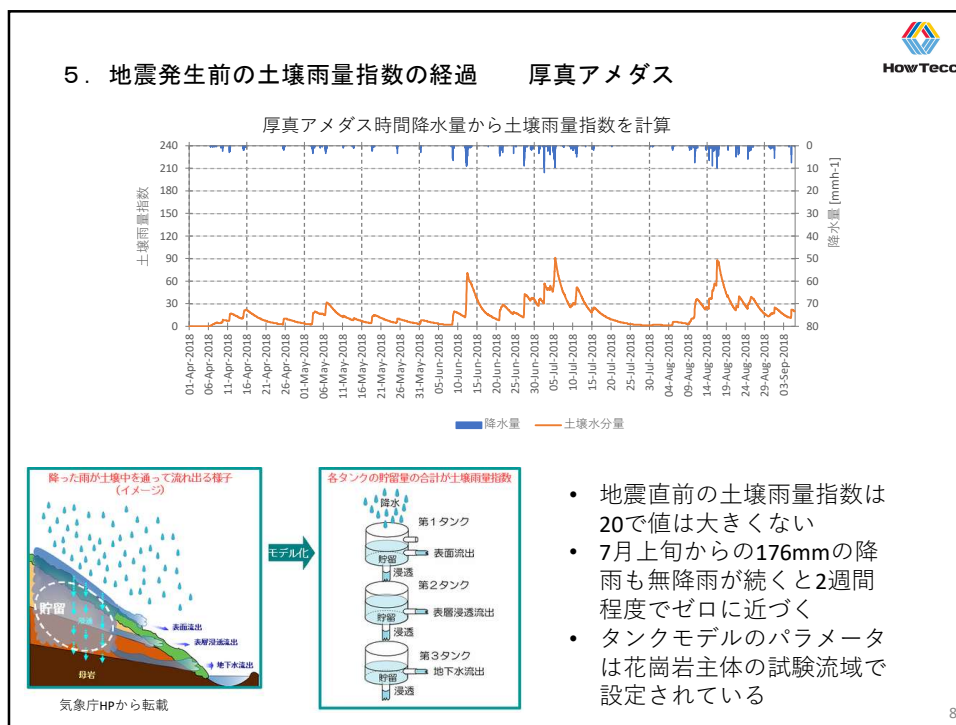 HowTecc
５．地震発生前の土壌雨量指数の経過　　厚真アメダス
厚真アメダス時間降水量から土壌雨量指数を計算
土壌雨量指数
240
210
180
150
120
90
60
30
0
0
10
20
30
40
50
60
70
80
降水量 [mmh-1]
01-Apr-2018
06-Apr-2018
11-Apr-2018
16-Apr-2018
21-Apr-2018
26-Apr-2018
01-May-2018
06-May-2018
11-May-2018
16-May-2018
21-May-2018
26-May-2018
31-May-2018
05-Jun-2018
10-Jun-2018
15-Jun-2018
20-Jun-2018
25-Jun-2018
30-Jun-2018
05-Jul-2018
10-Jul-2018
15-Jul-2018
20-Jul-2018
25-Jul-2018
30-Jul-2018
04-Aug-2018
09-Aug-2018
14-Aug-2018
19-Aug-2018
24-Aug-2018
29-Aug-2018
03-Sep-2018
降水量　土壌水分量
降った雨が土壌中を通って流れ出る様子
（イメージ）
貯留
浸透
表面流出
表層浸透流出
地下水流出
母岩
気象庁HPから転載
モデル化
各タンクの貯留量の合計が土壌雨量指数
降水
第１タンク
貯留
表面流出
浸透
第２タンク
貯留
表層浸透流出
浸透
第３タンク
貯留
地下水流出
浸透
• 地震直前の土壌雨量指数は
20で値は大きくない
• 7月上旬からの176mmの降
雨も無降雨が続くと2週間
程度でゼロに近づく
• タンクモデルのパラメータ
は花崗岩主体の試験流域で
設定されている
8